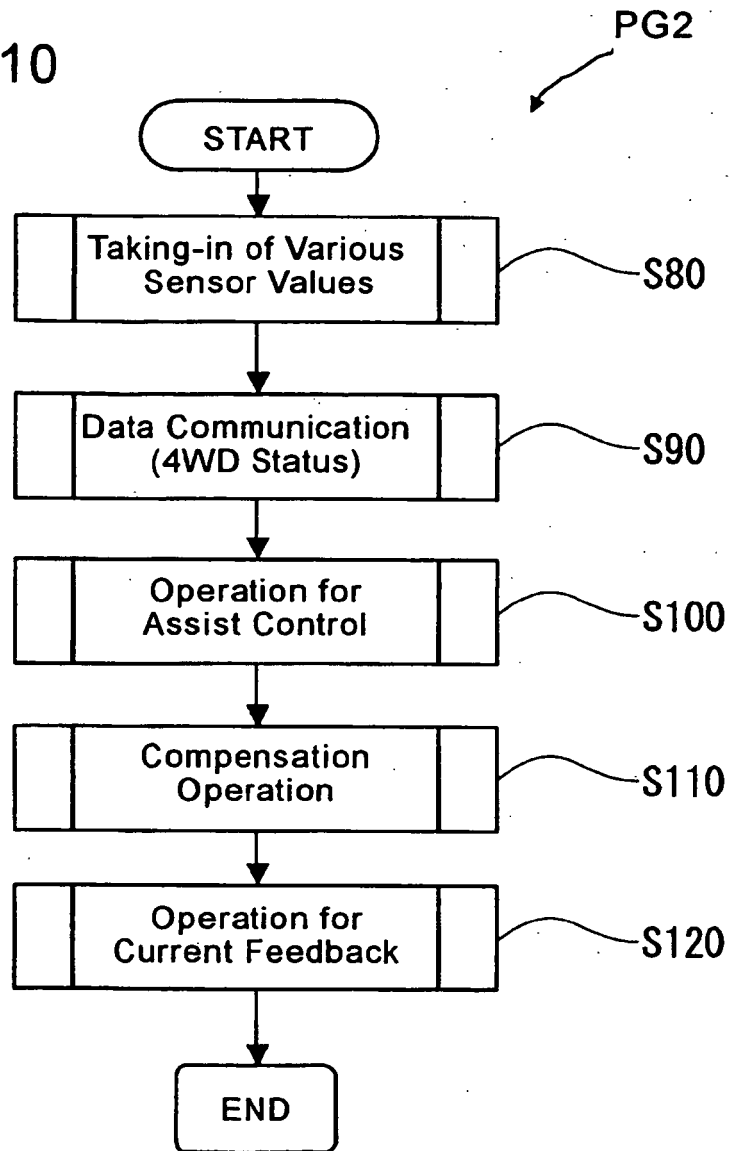 10
PG2
START
Taking-in of Various
Sensor Values
S80
Data Communication
(4WD Status)
S90
Operation for
Assist Control
S100
Compensation
Operation
S110
Operation for
Current Feedback
S120
END